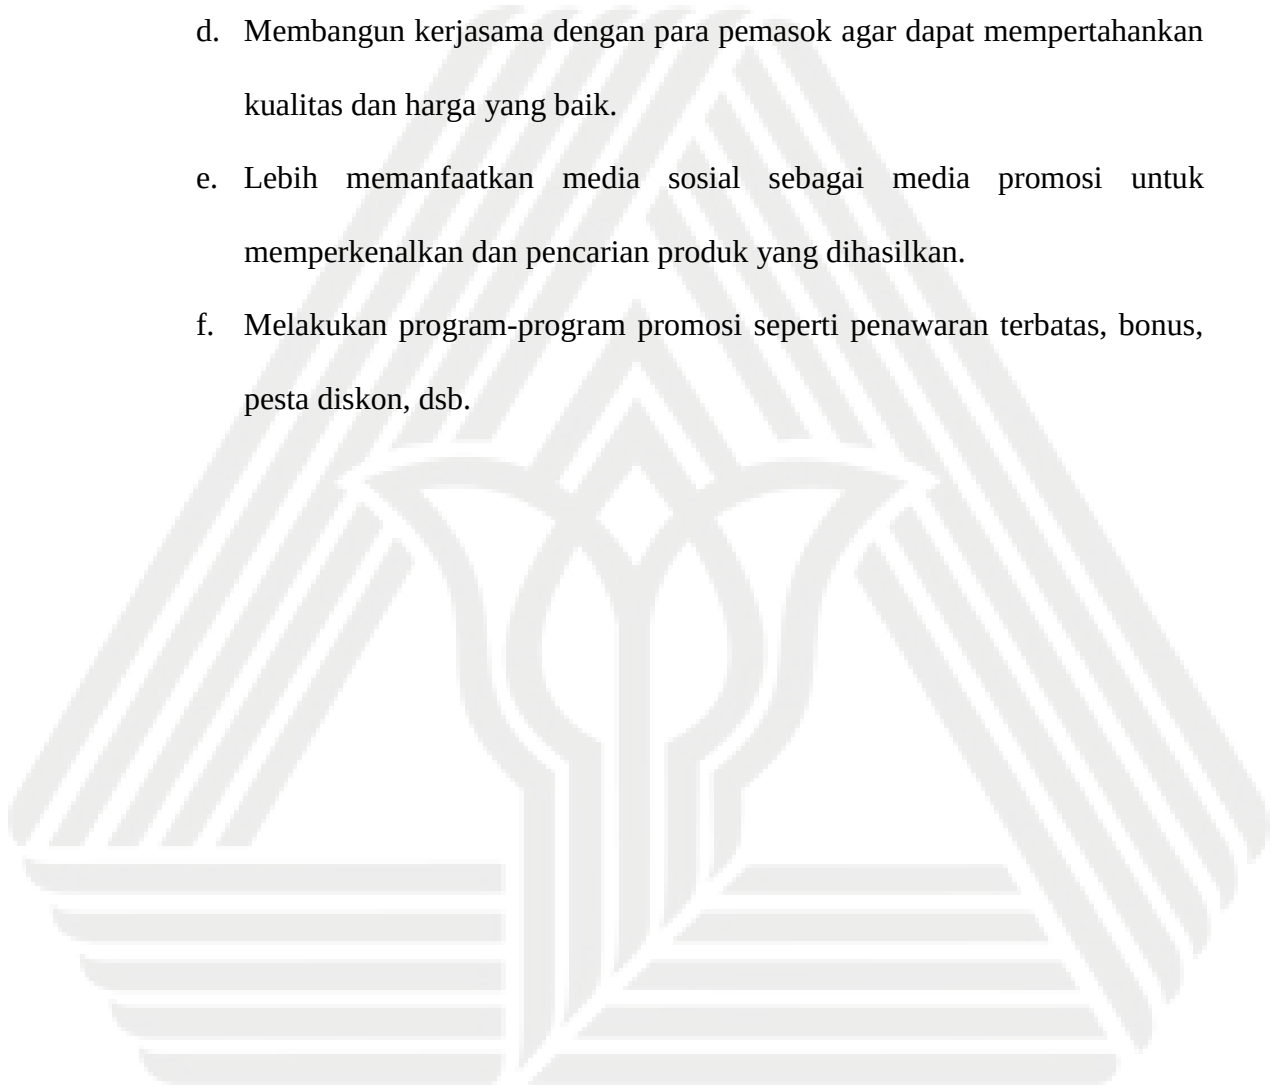 d. Membangun kerjasama dengan para pemasok agar dapat mempertahankan
kualitas dan harga yang baik.
e. Lebih memanfaatkan media sosial sebagai media promosi untuk
memperkenalkan dan pencarian produk yang dihasilkan.
f. Melakukan program-program promosi seperti penawaran terbatas, bonus,
pesta diskon, dsb.